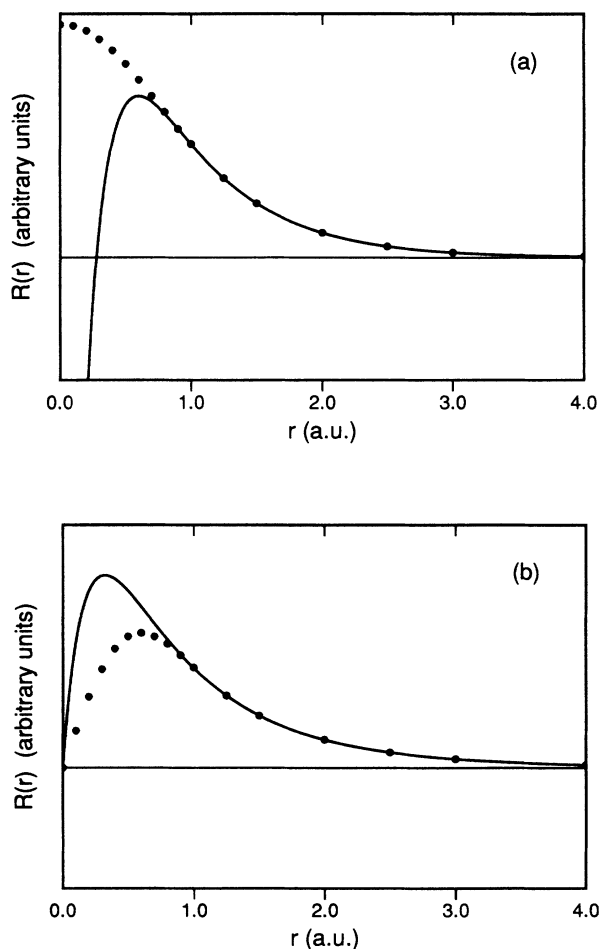 (a)
R(r) (arbitrary units)
0.0 1.0 2.0 3.0 4.0
r (a.u.)
(b)
R(r) (arbitrary units)
0.0 1.0 2.0 3.0 4.0
r (a.u.)